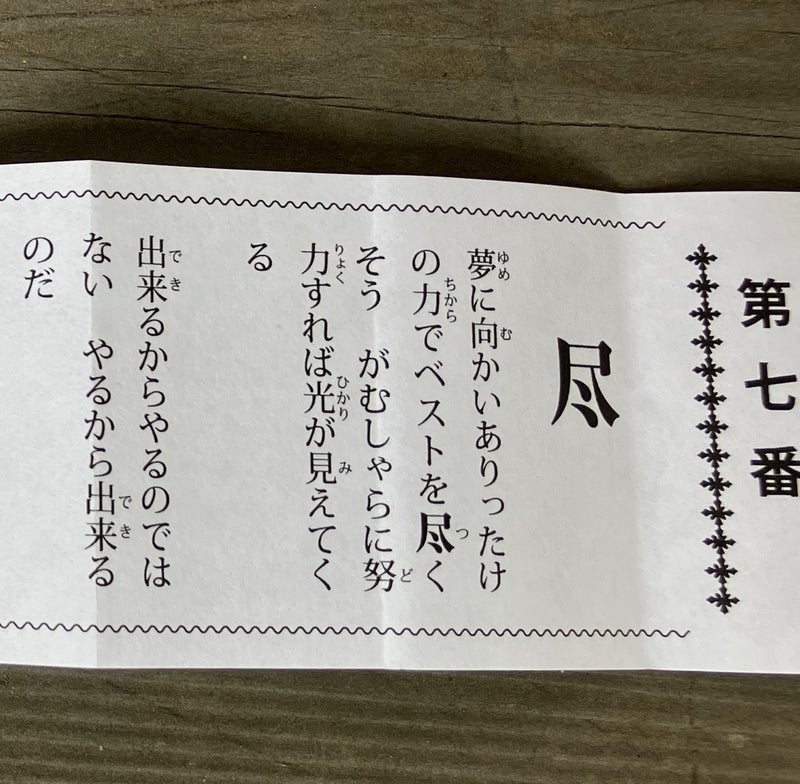 第七番
尽
夢に向かいありったけ
の力でベストを尽く
そう　がむしゃらに努
力すれば光が見えてく
る
出来るからやるのでは
ない　やるから出来る
のだ